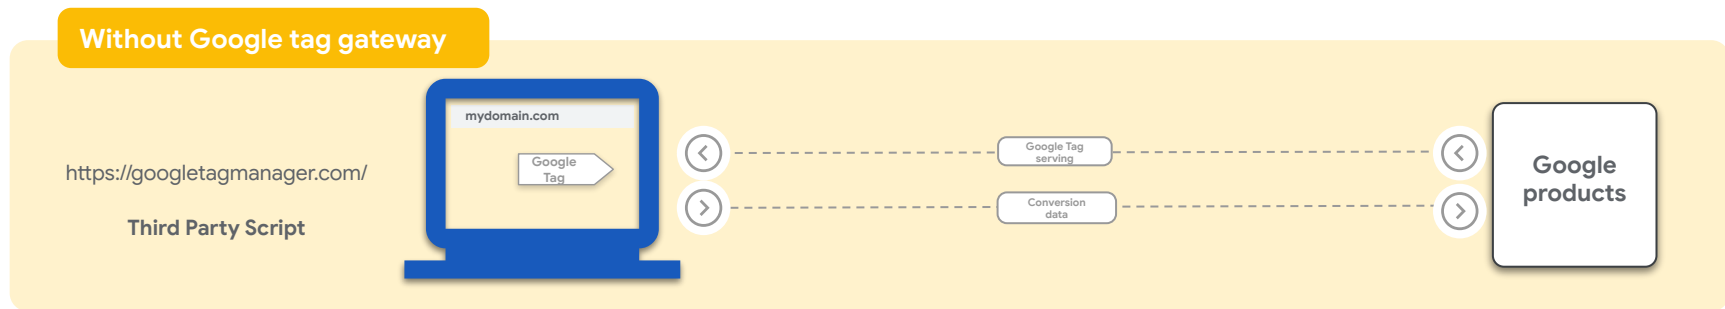 Without Google tag gateway
mydomain.com
Google
Tag
https://googletagmanager.com/
Third Party Script
Google Tag
serving
Conversion
data
Google
products